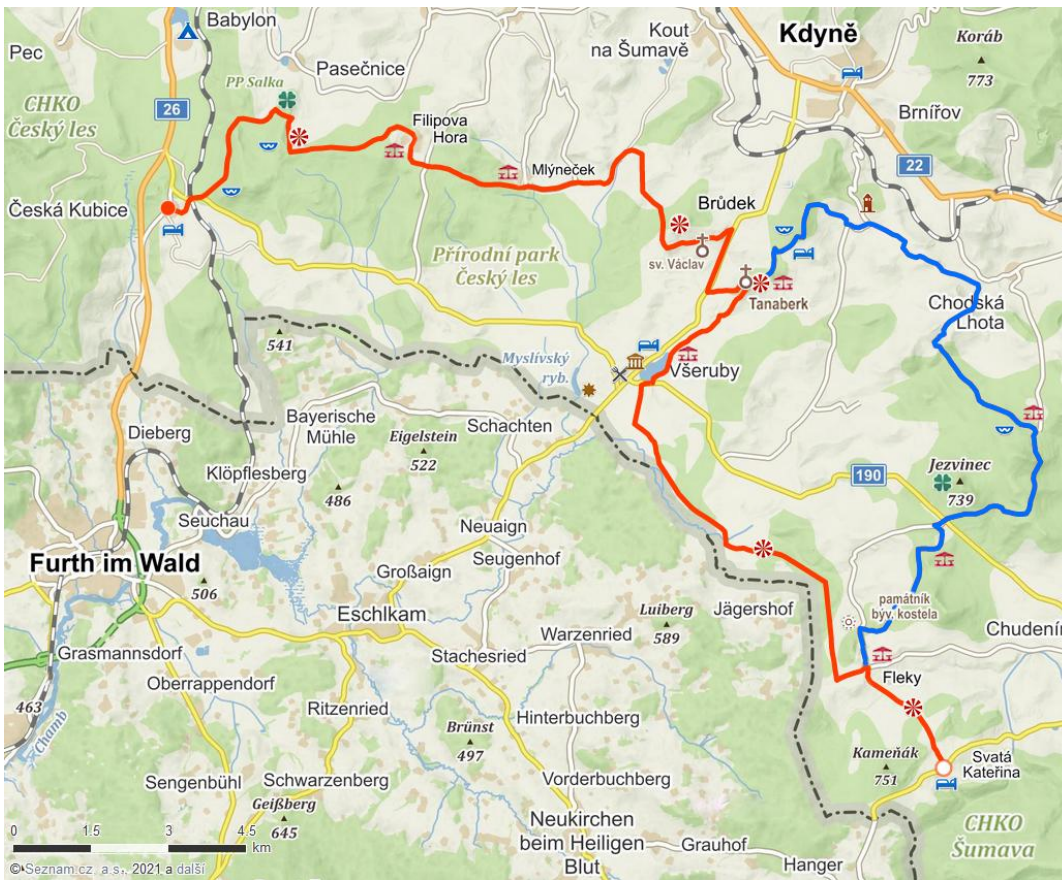 Babylon
Pec
Kout
na Šumavě
Kdyně
Koráb
773
Pasečnice
PP Salka
CHKO
Český les
26
Filipova
Hora
Brnířov
22
Mlýneček
Česká Kubice
Brůdek
sv. Václav
Přírodní park
Český les
Tanaberk
Chodská
Lhota
541
Myslívský
ryb.
Všeruby
Bayerische
Mühle
Schachten
Dieberg
Eigelstein
522
Klöpflesberg
486
190
Jezvinec
739
Seuchau
Neuaign
Furth im Wald
Seugenhof
506
Großaign
Eschlkam
Luiberg
589
Jägershof
památník
býv. kostela
Chudenín
Grasmannsdorf
Stachesried
Warzenried
Fleky
Oberrappendorf
463
Chamb
Ritzenried
Hinterbuchberg
Brünst
497
Kameňák
751
Svatá
Kateřina
Sengenbühl
Schwarzenberg
Vorderbuchberg
Geißberg
645
Neukirchen
beim Heiligen
Blut
Grauhof
Hanger
CHKO
Šumava
0 1.5 3 4.5
km
© Seznam.cz, a.s., 2021 a další